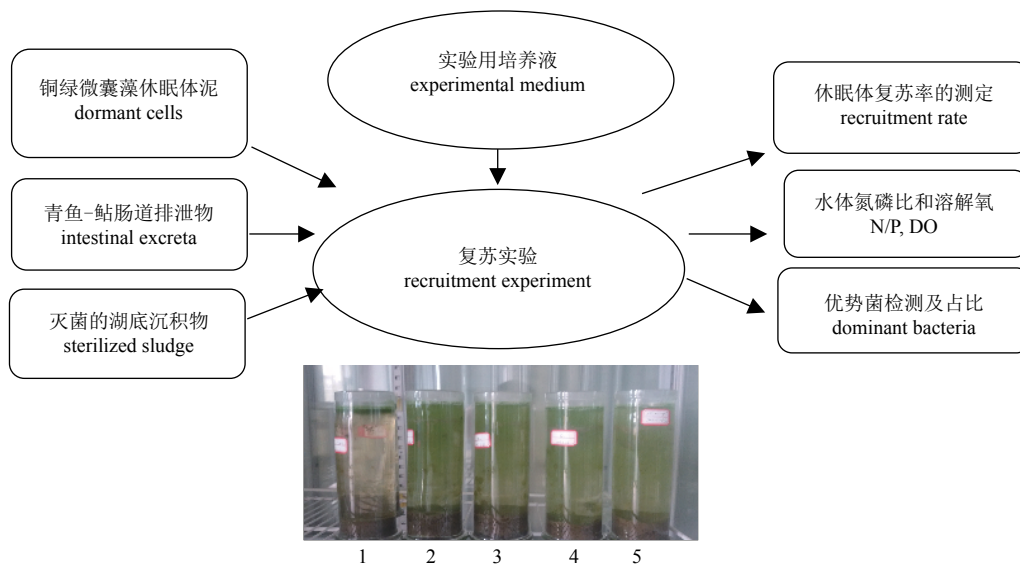 铜绿微囊藻休眠体泥
dormant cells
青鱼-鲇肠道排泄物
intestinal excreta
灭菌的湖底沉积物
sterilized sludge
实验用培养液
experimental medium
复苏实验
recruitment experiment
休眠体复苏率的测定
recruitment rate
水体氮磷比和溶解氧
N/P, DO
优势菌检测及占比
dominant bacteria
1 2 3 4 5